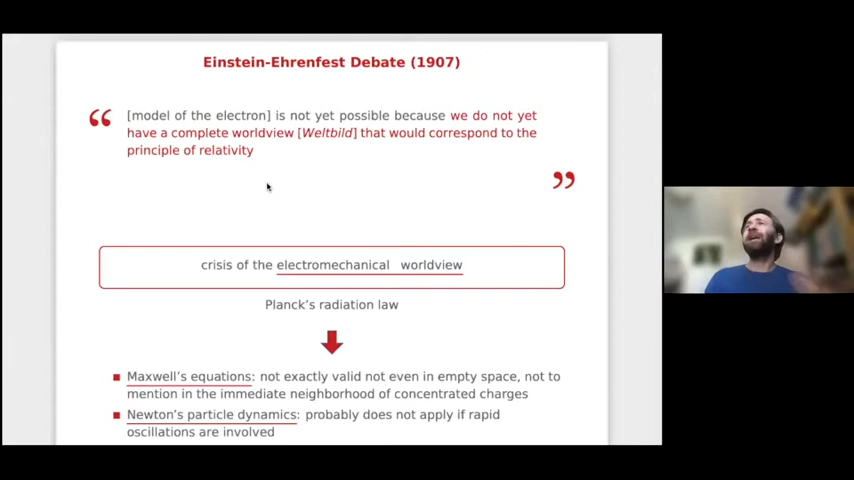 Einstein-Ehrenfest Debate (1907)
“ [model of the electron] is not yet possible because we do not yet
have a complete worldview [Weltbild] that would correspond to the
principle of relativity
”
crisis of the electromechanical worldview
Planck’s radiation law
Maxwell’s equations: not exactly valid not even in empty space, not to
mention in the immediate neighborhood of concentrated charges
Newton’s particle dynamics: probably does not apply if rapid
oscillations are involved